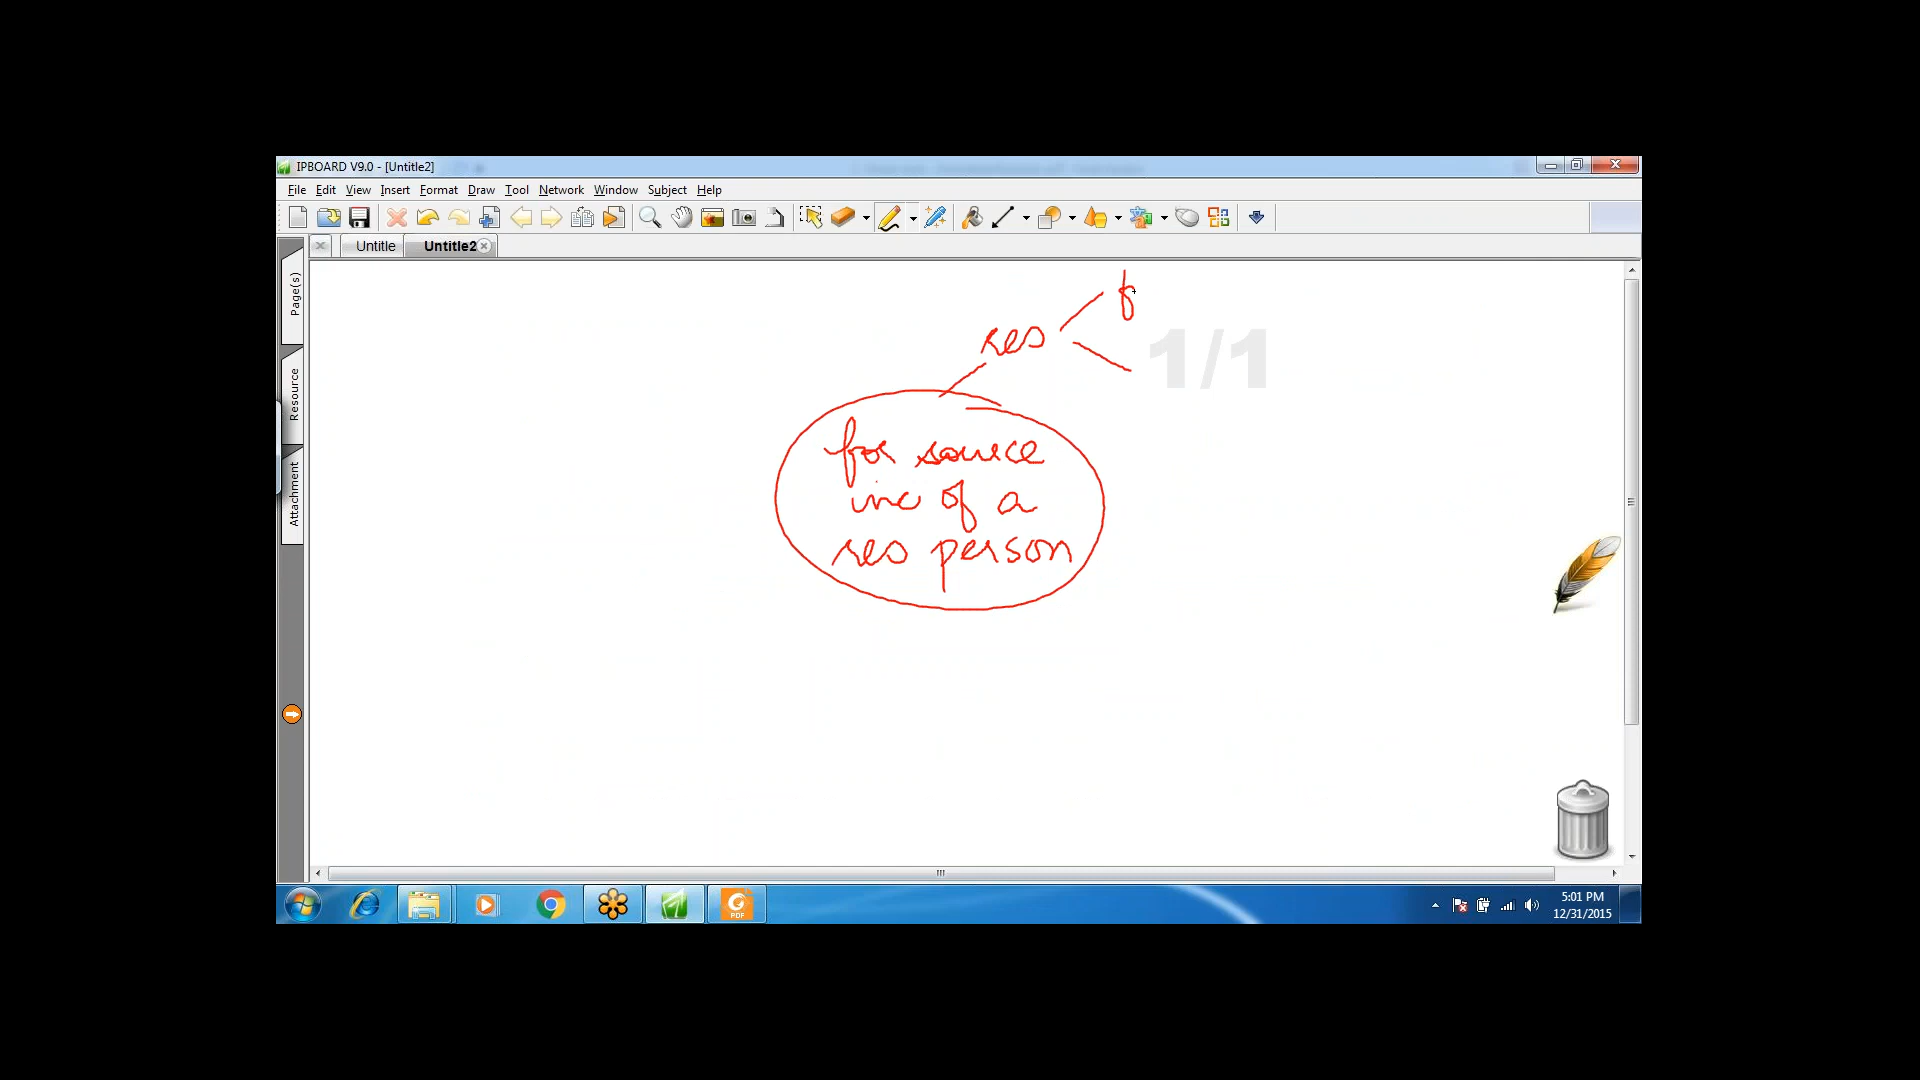 IPBOARD V9.0 - [Untitle2]
File Edit View Insert Format Draw Tool Network Window Subject Help
Untitle Untitle2
Page(s)
Resource
Attachment
1/1
res
for source
inc of a
res person
PDF
5:01 PM
12/31/2015